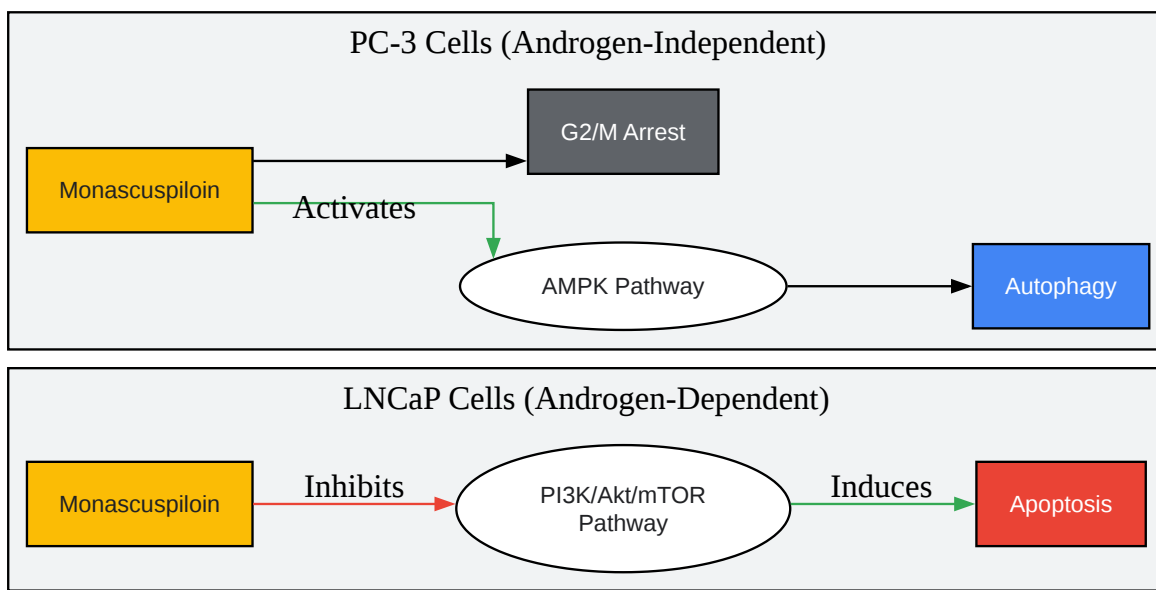 PC-3 Cells (Androgen-Independent)
G2/M Arrest
Monascuspiloin
Activates
AMPK Pathway
Autophagy
LNCaP Cells (Androgen-Dependent)
Monascuspiloin
Inhibits
PI3K/Akt/mTOR
Pathway
Induces
Apoptosis